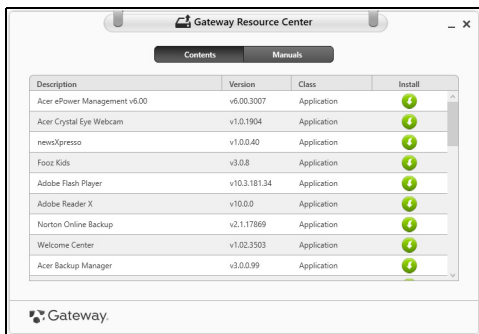 Gateway Resource Center
Contents Manuals
Description Version Class Install
Acer ePower Management v6.00 v6.00.3007 Application
Acer Crystal Eye Webcam v1.0.1904 Application
newsXpresso v1.0.0.40 Application
Fooz Kids v3.0.8 Application
Adobe Flash Player v10.3.181.34 Application
Adobe Reader X v10.0.0 Application
Norton Online Backup v2.1.17869 Application
Welcome Center v1.02.3503 Application
Acer Backup Manager v3.0.0.99 Application
Gateway.